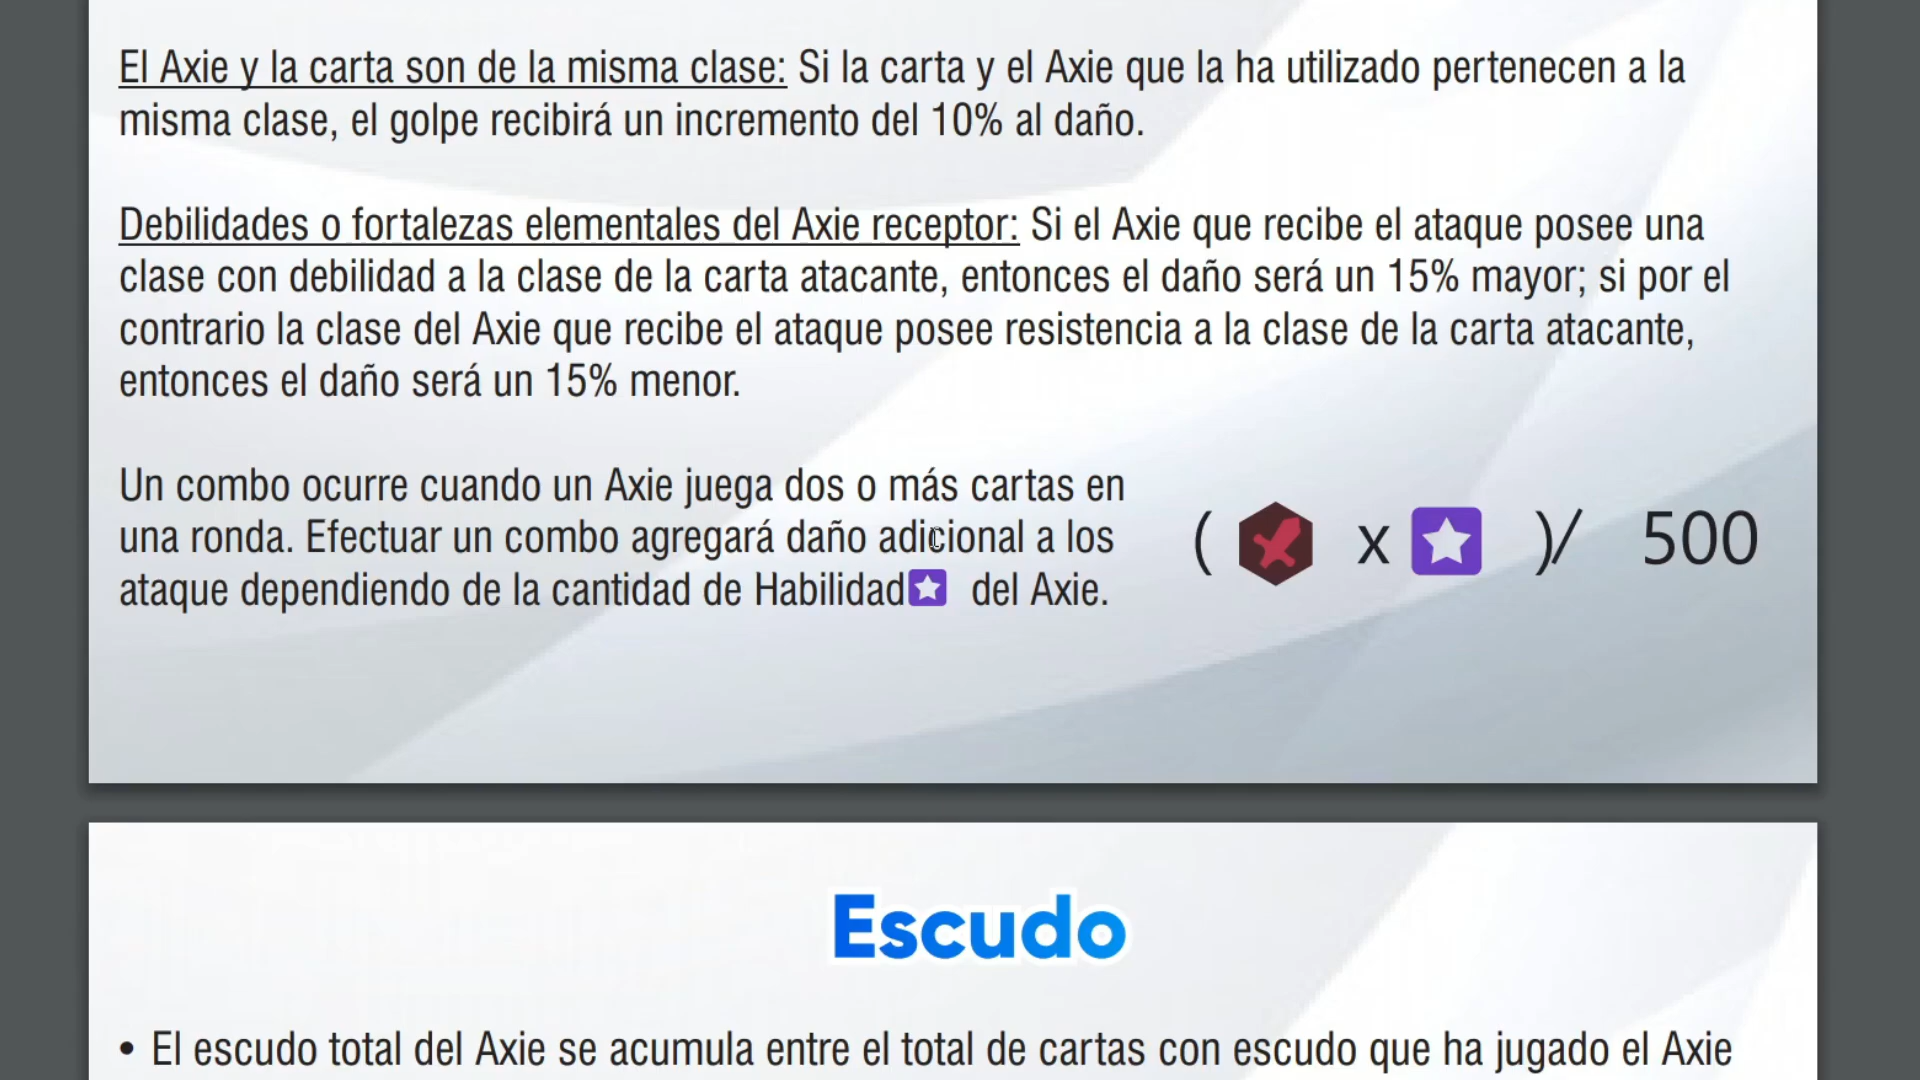 El Axie y la carta son de la misma clase: Si la carta y el Axie que la ha utilizado pertenecen a la
misma clase, el golpe recibirá un incremento del 10% al daño.
Debilidades o fortalezas elementales del Axie receptor: Si el Axie que recibe el ataque posee una
clase con debilidad a la clase de la carta atacante, entonces el daño será un 15% mayor; si por el
contrario la clase del Axie que recibe el ataque posee resistencia a la clase de la carta atacante,
entonces el daño será un 15% menor.
Un combo ocurre cuando un Axie juega dos o más cartas en
una ronda. Efectuar un combo agregará daño adicional a los
ataque dependiendo de la cantidad de Habilidad del Axie.
( x )/ 500
Escudo
• El escudo total del Axie se acumula entre el total de cartas con escudo que ha jugado el Axie